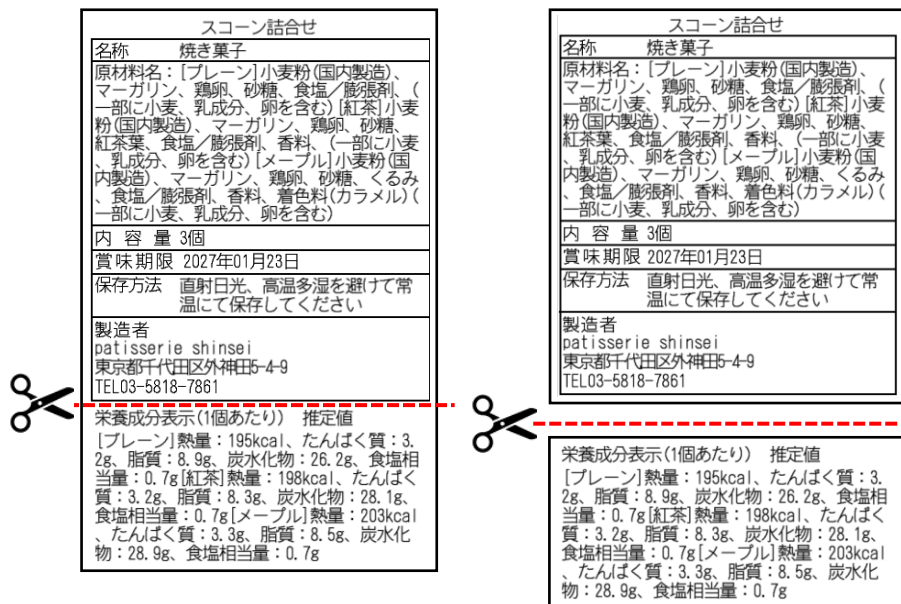 スコーン詰合せ
名称 焼き菓子
原材料名：[プレーン]小麦粉(国内製造)、
マーガリン、鶏卵、砂糖、食塩／膨張剤、(
一部に小麦、乳成分、卵を含む)[紅茶]小麦
粉(国内製造)、マーガリン、鶏卵、砂糖、
紅茶葉、食塩／膨張剤、香料、(一部に小麦
、乳成分、卵を含む)[メープル]小麦粉(国
内製造)、マーガリン、鶏卵、砂糖、くるみ
、食塩／膨張剤、香料、着色料(カラメル)(
一部に小麦、乳成分、卵を含む)
内容量 3個
賞味期限 2027年01月23日
保存方法 直射日光、高温多湿を避けて常
温にて保存してください
製造者
patisserie shinsei
東京都千代田区外神田5-4-9
TEL03-5818-7861
栄養成分表示(1個あたり) 推定値
[プレーン]熱量：195kcal、たんぱく質：3.
2g、脂質：8.9g、炭水化物：26.2g、食塩相
当量：0.7g[紅茶]熱量：198kcal、たんぱく
質：3.2g、脂質：8.3g、炭水化物：28.1g、
食塩相当量：0.7g[メープル]熱量：203kcal
、たんぱく質：3.3g、脂質：8.5g、炭水化
物：28.9g、食塩相当量：0.7g
スコーン詰合せ
名称 焼き菓子
原材料名：[プレーン]小麦粉(国内製造)、
マーガリン、鶏卵、砂糖、食塩／膨張剤、(
一部に小麦、乳成分、卵を含む)[紅茶]小麦
粉(国内製造)、マーガリン、鶏卵、砂糖、
紅茶葉、食塩／膨張剤、香料、(一部に小麦
、乳成分、卵を含む)[メープル]小麦粉(国
内製造)、マーガリン、鶏卵、砂糖、くるみ
、食塩／膨張剤、香料、着色料(カラメル)(
一部に小麦、乳成分、卵を含む)
内容量 3個
賞味期限 2027年01月23日
保存方法 直射日光、高温多湿を避けて常
温にて保存してください
製造者
patisserie shinsei
東京都千代田区外神田5-4-9
TEL03-5818-7861
栄養成分表示(1個あたり) 推定値
[プレーン]熱量：195kcal、たんぱく質：3.
2g、脂質：8.9g、炭水化物：26.2g、食塩相
当量：0.7g[紅茶]熱量：198kcal、たんぱく
質：3.2g、脂質：8.3g、炭水化物：28.1g、
食塩相当量：0.7g[メープル]熱量：203kcal
、たんぱく質：3.3g、脂質：8.5g、炭水化
物：28.9g、食塩相当量：0.7g